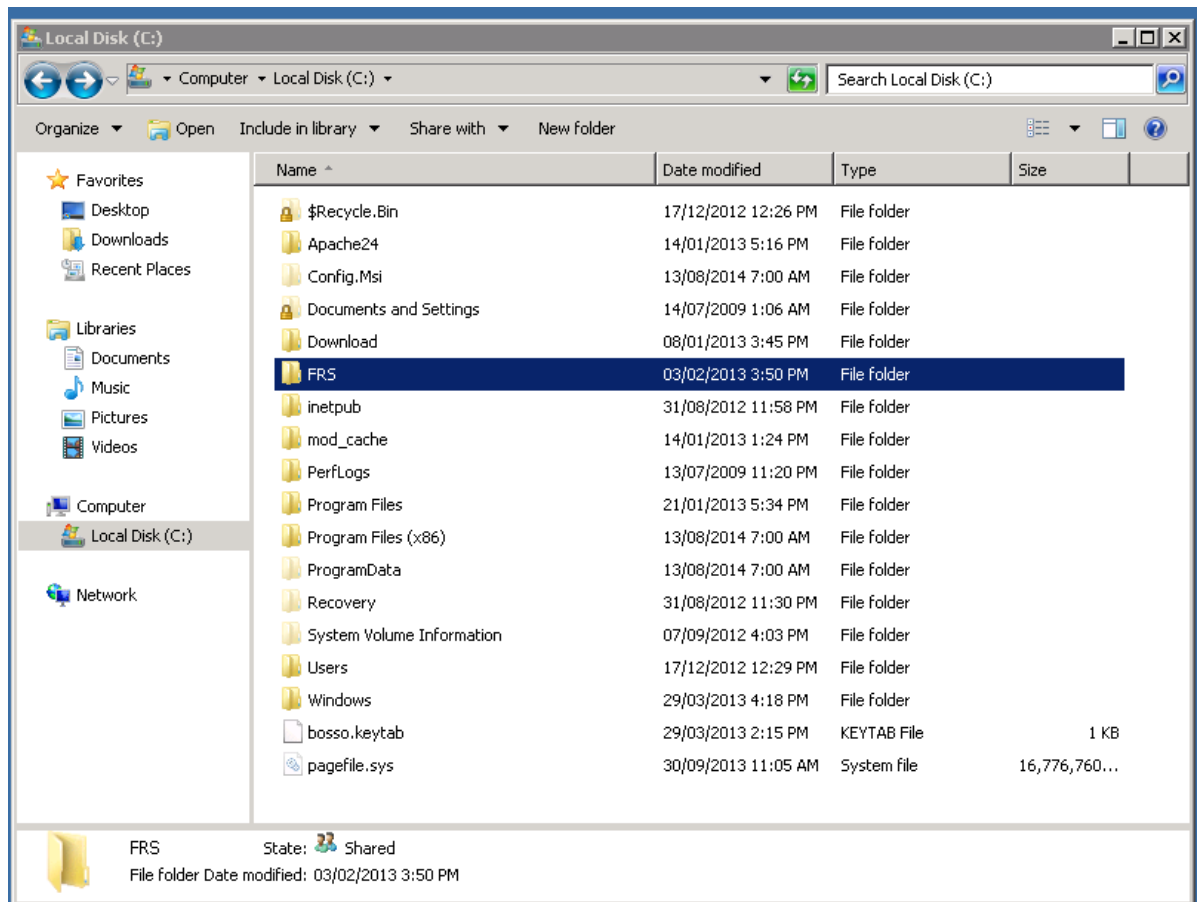 Local Disk (C:)
Computer Local Disk (C:)
Search Local Disk (C:)
Organize Open Include in library Share with New folder
Favorites
Desktop
Downloads
Recent Places
Libraries
Documents
Music
Pictures
Videos
Computer
Local Disk (C:)
Network
Name Date modified Type Size
$Recycle.Bin 17/12/2012 12:26 PM File folder
Apache24 14/01/2013 5:16 PM File folder
Config.Msi 13/08/2014 7:00 AM File folder
Documents and Settings 14/07/2009 1:06 AM File folder
Download 08/01/2013 3:45 PM File folder
FRS 03/02/2013 3:50 PM File folder
inetpub 31/08/2012 11:58 PM File folder
mod_cache 14/01/2013 1:24 PM File folder
PerfLogs 13/07/2009 11:20 PM File folder
Program Files 21/01/2013 5:34 PM File folder
Program Files (x86) 13/08/2014 7:00 AM File folder
ProgramData 13/08/2014 7:00 AM File folder
Recovery 31/08/2012 11:30 PM File folder
System Volume Information 07/09/2012 4:03 PM File folder
Users 17/12/2012 12:29 PM File folder
Windows 29/03/2013 4:18 PM File folder
bosso.keytab 29/03/2013 2:15 PM KEYTAB File 1 KB
pagefile.sys 30/09/2013 11:05 AM System file 16,776,760...
FRS State: Shared
File folder Date modified: 03/02/2013 3:50 PM